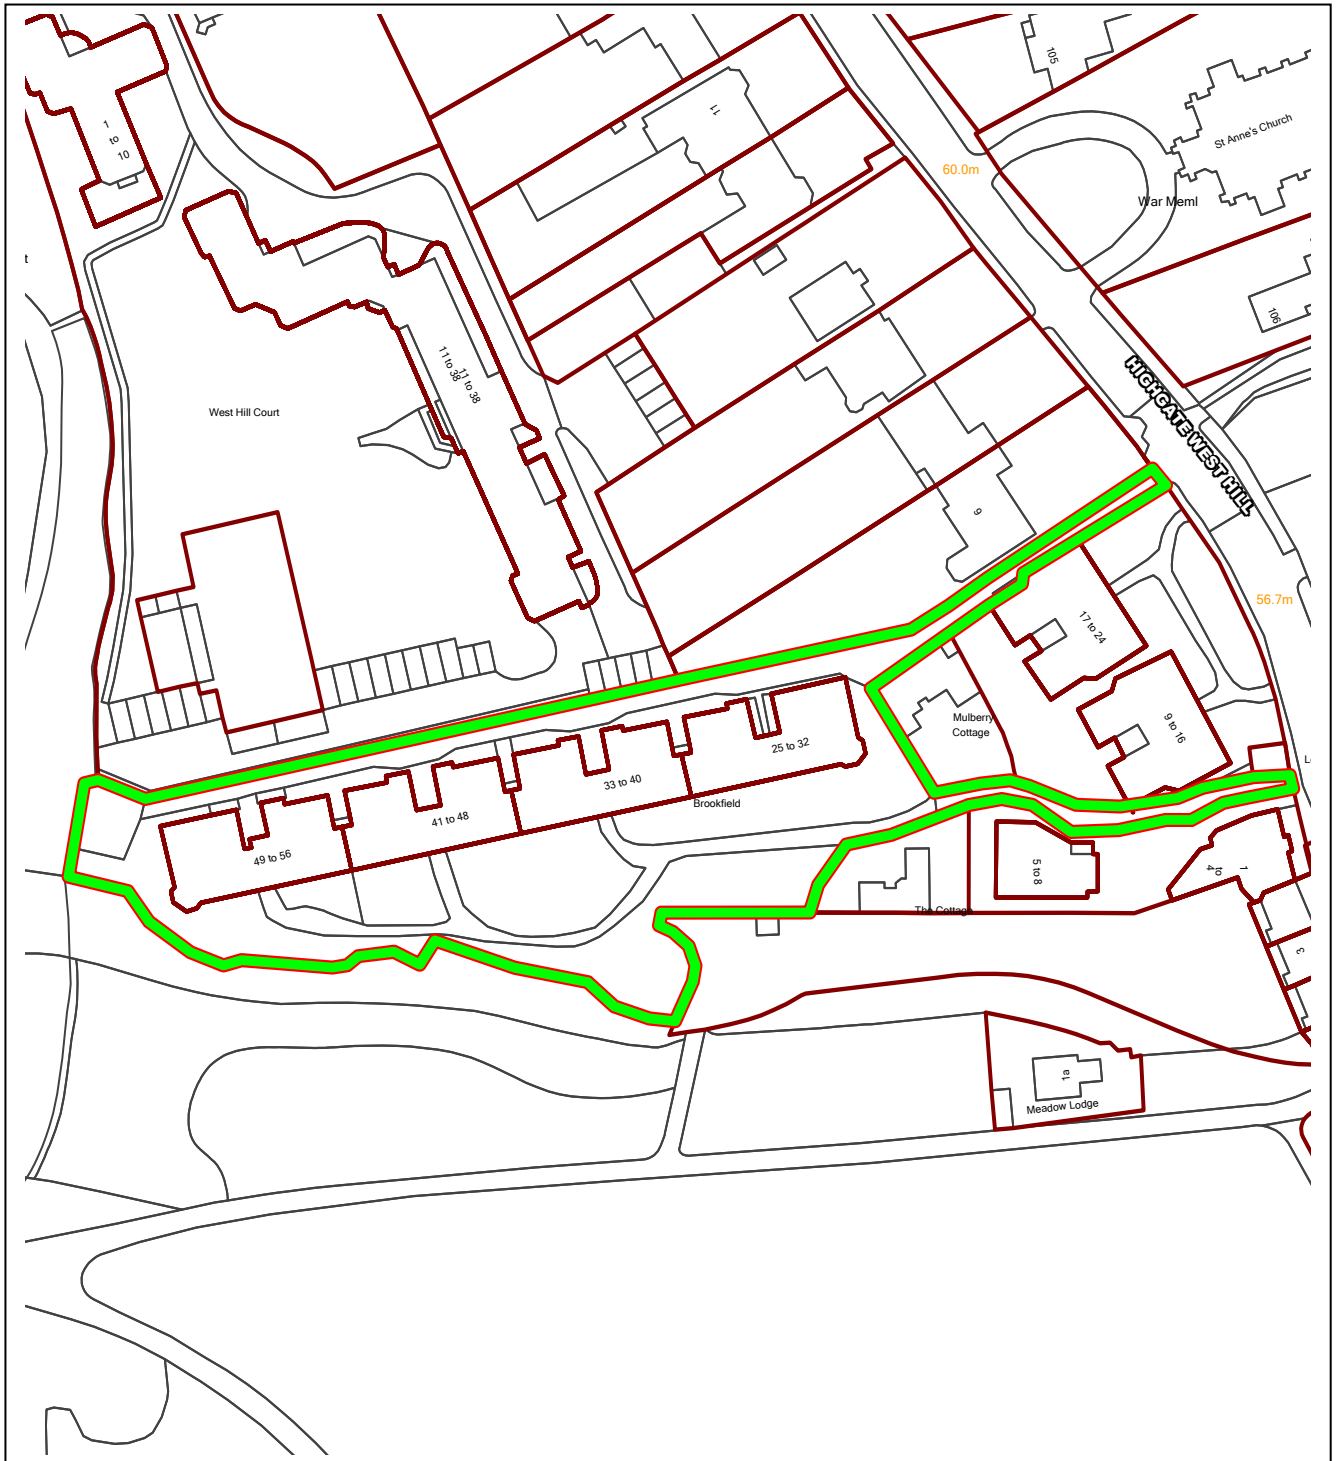 105
St Anne's Church
11
1
to
10
60.0m
War Meml
t
106
HIGHGATE WEST HILL
11 to 38
11 to 38
West Hill Court
9
56.7m
17 to 24
Mulberry
Cottage
9 to 16
25 to 32
33 to 40
Brookfield
41 to 48
49 to 56
5 to 8
1
to
4
The Cottage
3
1a
Meadow Lodge